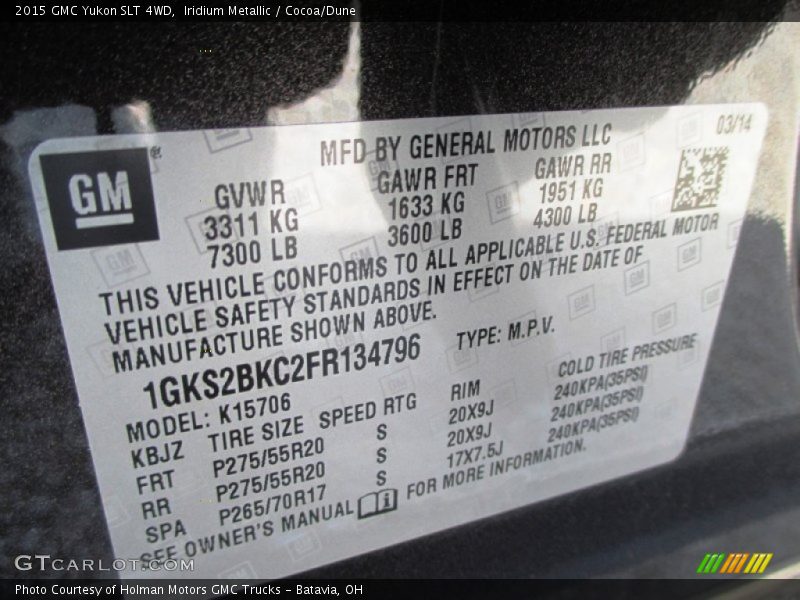 2015 GMC Yukon SLT 4WD,  Iridium Metallic / Cocoa/Dune
GM ®
MFD BY GENERAL MOTORS LLC
03/14
GVWR GAWR FRT GAWR RR
3311 KG 1633 KG 1951 KG
7300 LB 3600 LB 4300 LB
THIS VEHICLE CONFORMS TO ALL APPLICABLE U.S. FEDERAL MOTOR
VEHICLE SAFETY STANDARDS IN EFFECT ON THE DATE OF
MANUFACTURE SHOWN ABOVE.
1GKS2BKC2FR134796 TYPE: M.P.V.
MODEL: K15706
KBJZ TIRE SIZE SPEED RTG RIM COLD TIRE PRESSURE
FRT P275/55R20 S 20X9J 240KPA(35PSI)
RR P275/55R20 S 20X9J 240KPA(35PSI)
SPA P265/70R17 S 17X7.5J 240KPA(35PSI)
SEE OWNER'S MANUAL FOR MORE INFORMATION.
GTCARLOT.COM
Photo Courtesy of Holman Motors GMC Trucks – Batavia, OH